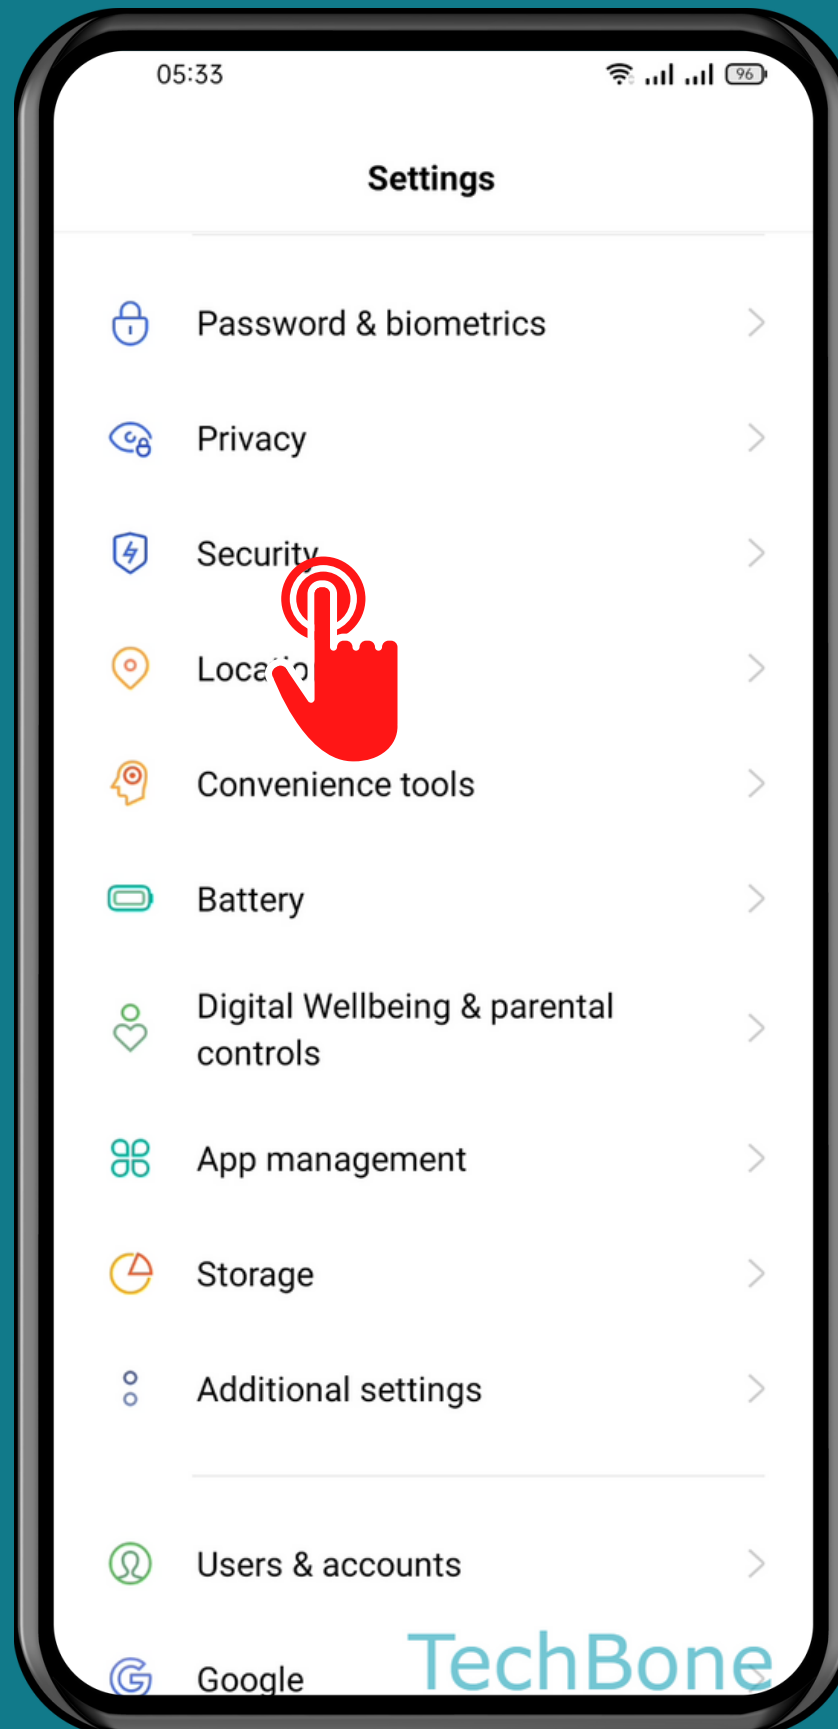 05:33
96
Settings
Password & biometrics
Privacy
Security
Location
Convenience tools
Battery
Digital Wellbeing & parental
controls
App management
Storage
Additional settings
Users & accounts
Google
TechBone